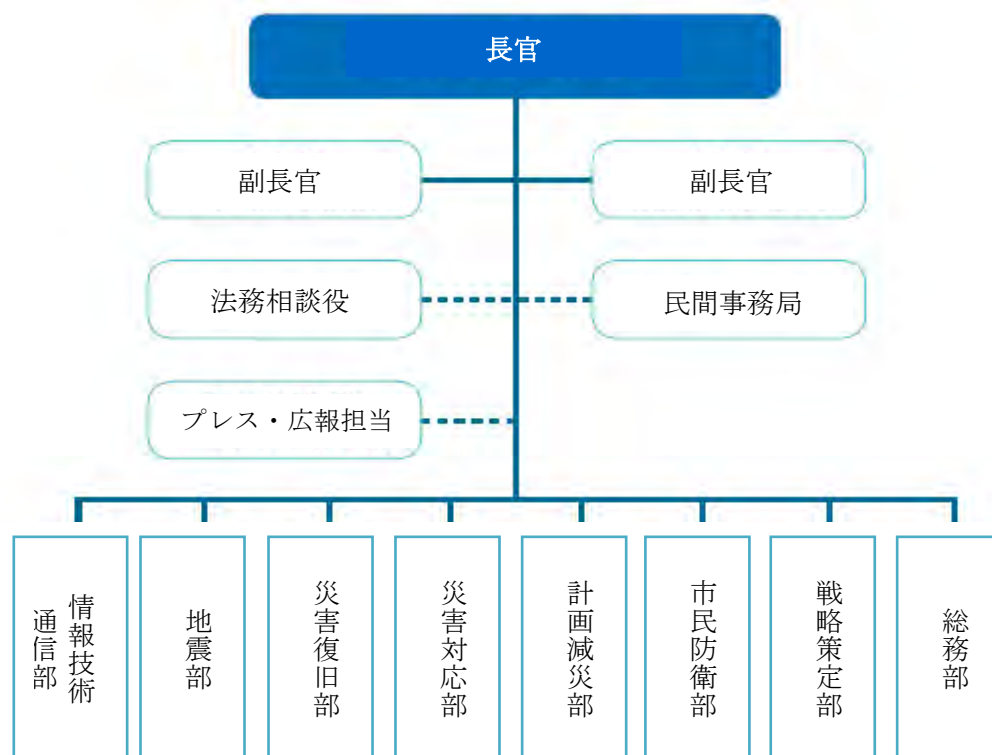 長官
副長官
副長官
法務相談役
民間事務局
プレス・広報担当
情報技術
通信部
地震部
災害復旧部
災害対応部
計画減災部
市民防衛部
戦略策定部
総務部